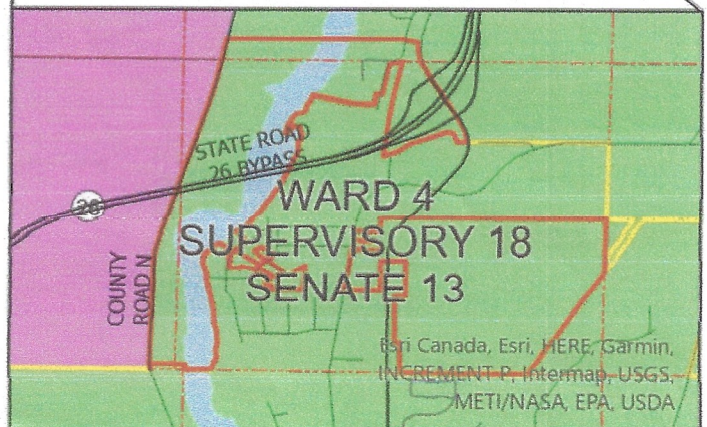 STATE ROAD
26 BYPASS
26
WARD 4
SUPERVISORY 18
SENATE 13
COUNTY
ROAD N
Esri Canada, Esri, HERE, Garmin,
INCREMENT P, Intermap, USGS,
METI/NASA, EPA, USDA